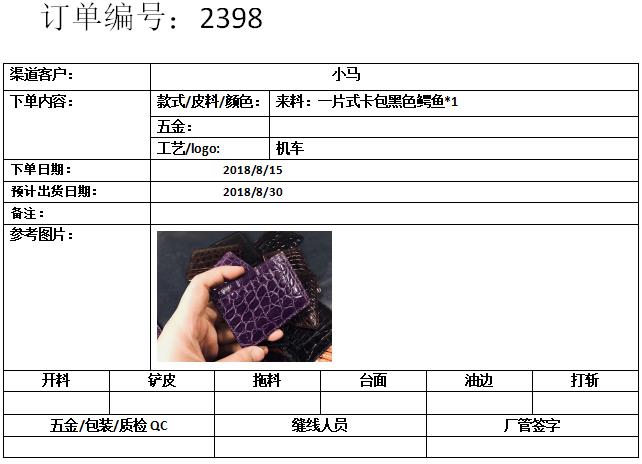 订单编号：2398
渠道客户：
小马
下单内容：
款式/皮料/颜色：
来料：一片式卡包黑色鳄鱼*1
五金：
工艺/logo:
机车
下单日期：
2018/8/15
预计出货日期：
2018/8/30
备注：
参考图片：
开料
铲皮
拖料
台面
油边
打斩
五金/包装/质检 QC
缝线人员
厂管签字